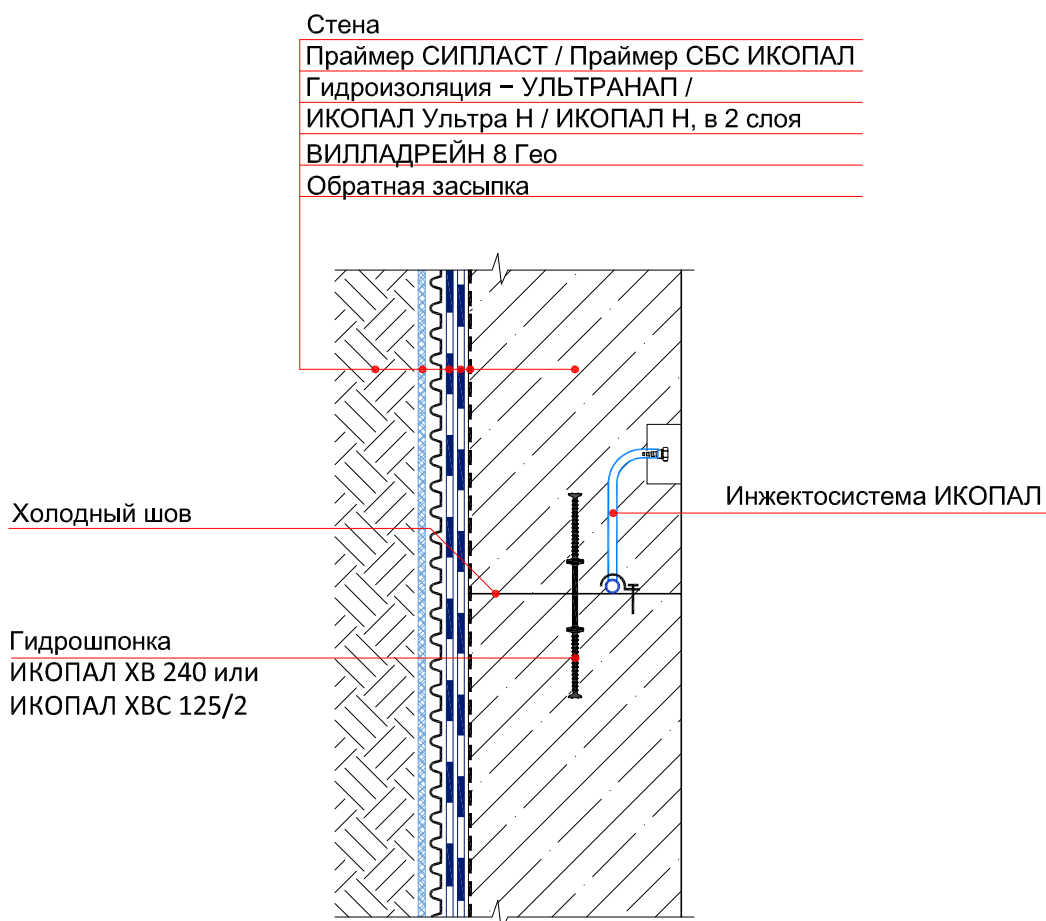 Стена
Праймер СИПЛАСТ / Праймер СБС ИКОПАЛ
Гидроизоляция – УЛЬТРАНАП /
ИКОПАЛ Ультра Н / ИКОПАЛ Н, в 2 слоя
ВИЛЛАДРЕЙН 8 Гео
Обратная засыпка
Инжектосистема ИКОПАЛ
Холодный шов
Гидрошпонка
ИКОПАЛ ХВ 240 или
ИКОПАЛ ХВС 125/2